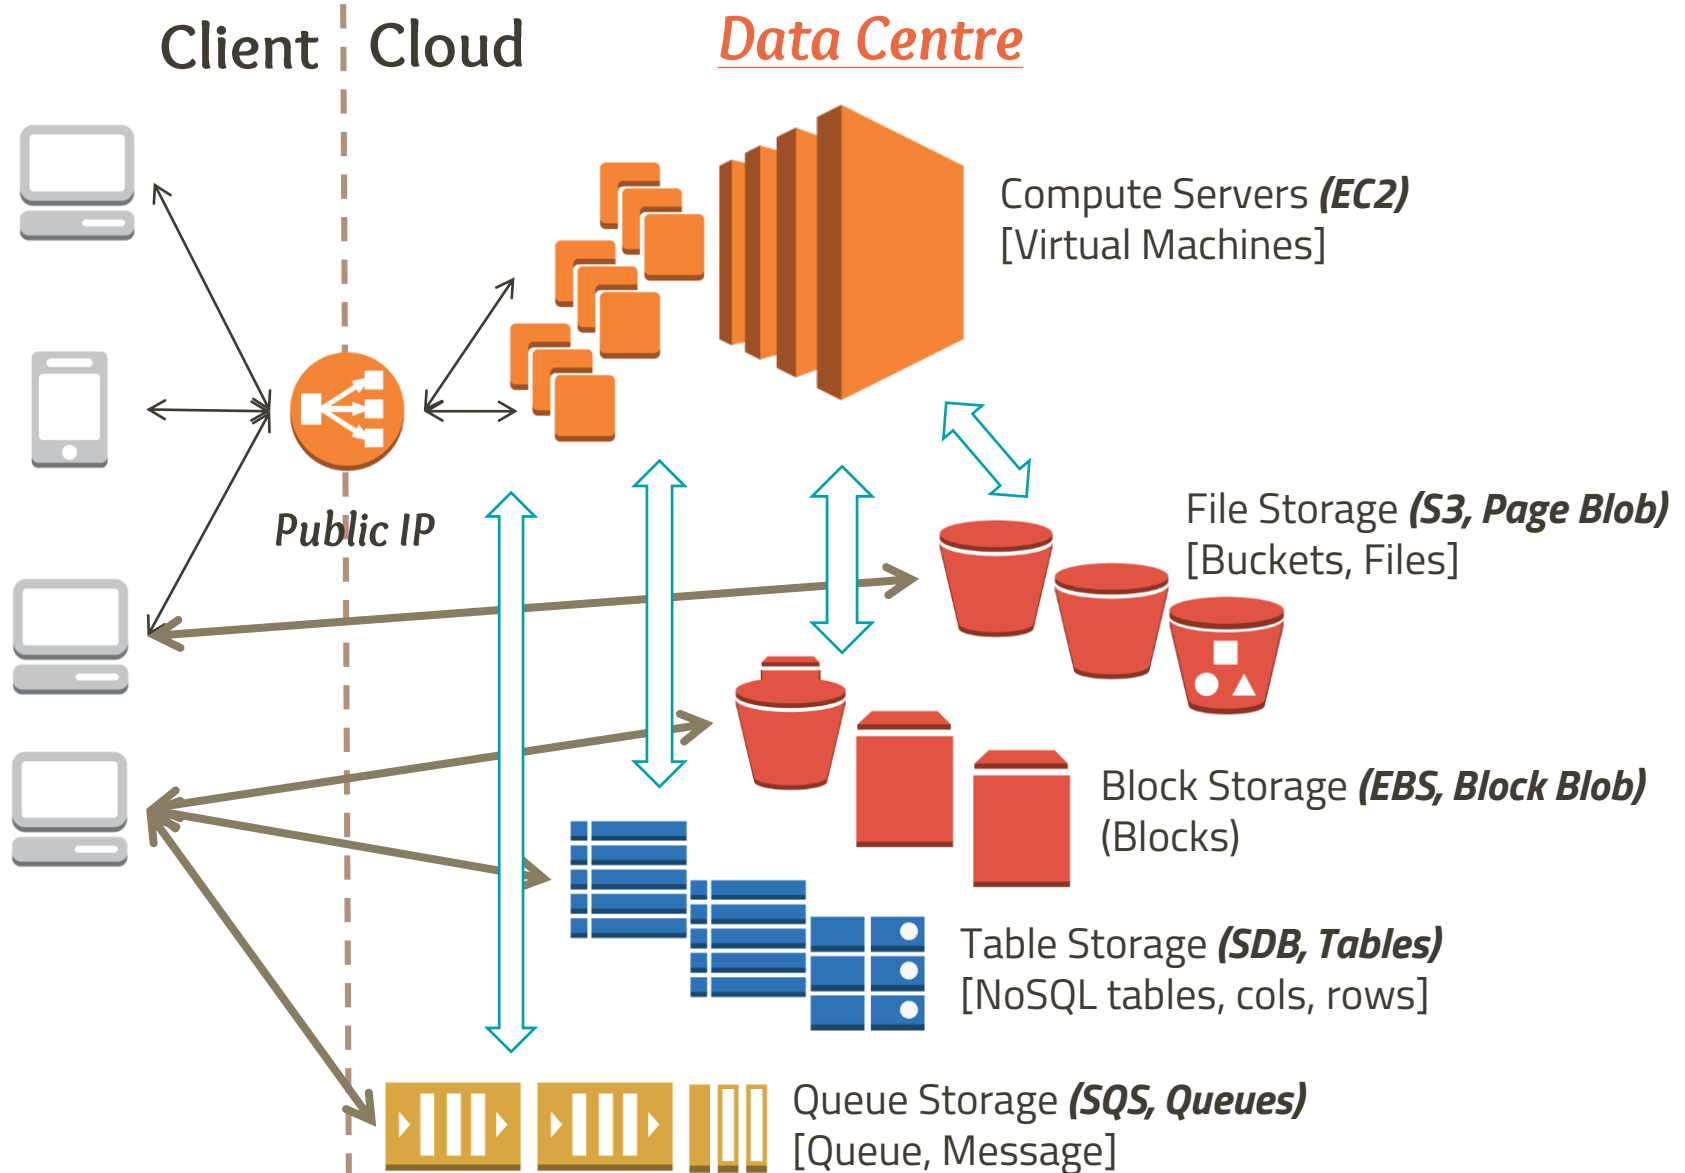 Client
Cloud
Data Centre
Compute Servers (EC2)
[Virtual Machines]
Public IP
File Storage (S3, Page Blob)
[Buckets, Files]
Block Storage (EBS, Block Blob)
(Blocks)
Table Storage (SDB, Tables)
[NoSQL tables, cols, rows]
Queue Storage (SQS, Queues)
[Queue, Message]